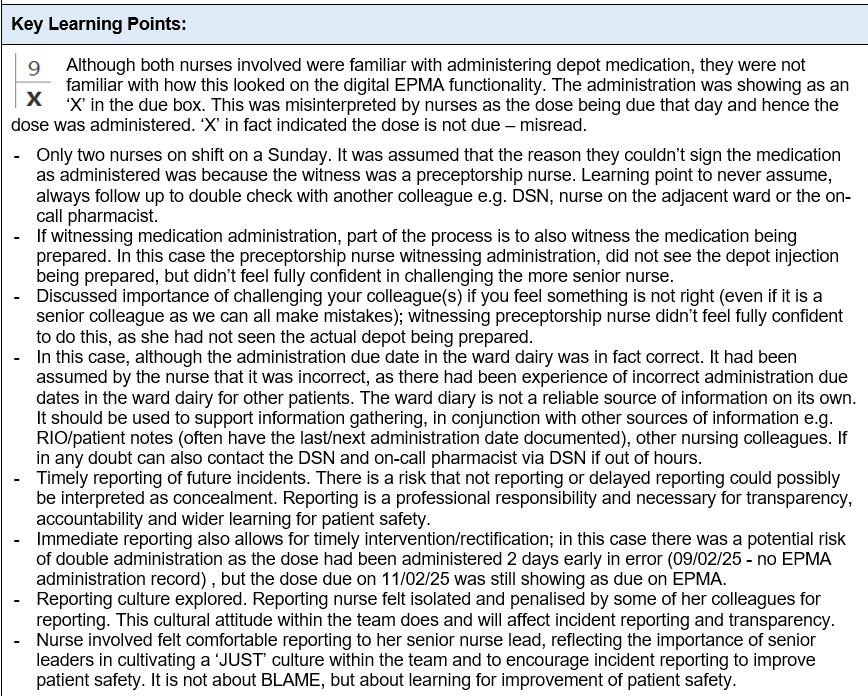 Key Learning Points:
9
X
Although both nurses involved were familiar with administering depot medication, they were not
familiar with how this looked on the digital EPMA functionality. The administration was showing as an
‘X’ in the due box. This was misinterpreted by nurses as the dose being due that day and hence the
dose was administered. ‘X’ in fact indicated the dose is not due – misread.
- Only two nurses on shift on a Sunday. It was assumed that the reason they couldn’t sign the medication
as administered was because the witness was a preceptorship nurse. Learning point to never assume,
always follow up to double check with another colleague e.g. DSN, nurse on the adjacent ward or the on-
call pharmacist.
- If witnessing medication administration, part of the process is to also witness the medication being
prepared. In this case the preceptorship nurse witnessing administration, did not see the depot injection
being prepared, but didn’t feel fully confident in challenging the more senior nurse.
- Discussed importance of challenging your colleague(s) if you feel something is not right (even if it is a
senior colleague as we can all make mistakes); witnessing preceptorship nurse didn’t feel fully confident
to do this, as she had not seen the actual depot being prepared.
- In this case, although the administration due date in the ward dairy was in fact correct. It had been
assumed by the nurse that it was incorrect, as there had been experience of incorrect administration due
dates in the ward dairy for other patients. The ward diary is not a reliable source of information on its own.
It should be used to support information gathering, in conjunction with other sources of information e.g.
RIO/patient notes (often have the last/next administration date documented), other nursing colleagues. If
in any doubt can also contact the DSN and on-call pharmacist via DSN if out of hours.
- Timely reporting of future incidents. There is a risk that not reporting or delayed reporting could possibly
be interpreted as concealment. Reporting is a professional responsibility and necessary for transparency,
accountability and wider learning for patient safety.
- Immediate reporting also allows for timely intervention/rectification; in this case there was a potential risk
of double administration as the dose had been administered 2 days early in error (09/02/25 - no EPMA
administration record) , but the dose due on 11/02/25 was still showing as due on EPMA.
- Reporting culture explored. Reporting nurse felt isolated and penalised by some of her colleagues for
reporting. This cultural attitude within the team does and will affect incident reporting and transparency.
- Nurse involved felt comfortable reporting to her senior nurse lead, reflecting the importance of senior
leaders in cultivating a ‘JUST’ culture within the team and to encourage incident reporting to improve
patient safety. It is not about BLAME, but about learning for improvement of patient safety.